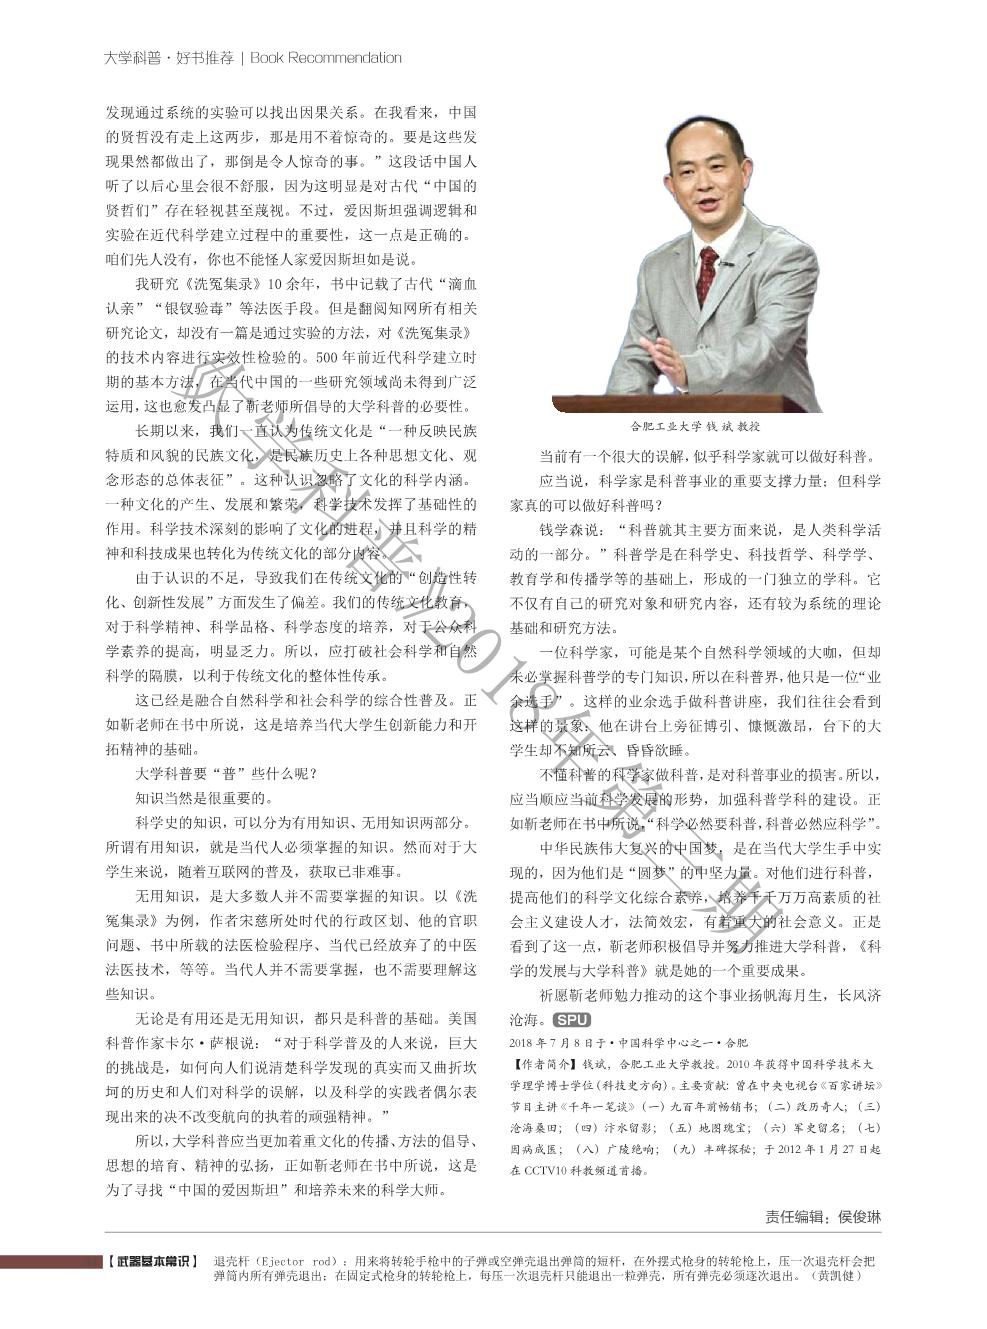 大学科普·好书推荐 | Book Recommendation
发现通过系统的实验可以找出因果关系。在我看来，中国
的贤哲没有走上这两步，那是用不着惊奇的。要是这些发
现果然都做出了，那倒是令人惊奇的事。”这段话中国人
听了以后心里会很不舒服，因为这明显是对古代“中国的
贤哲们”存在轻视甚至蔑视。不过，爱因斯坦强调逻辑和
实验在近代科学建立过程中的重要性，这一点是正确的。
咱们先人没有，你也不能怪人家爱因斯坦如是说。
我研究《洗冤集录》10 余年，书中记载了古代“滴血
认亲”“银钗验毒”等法医手段。但是翻阅知网所有相关
研究论文，却没有一篇是通过实验的方法，对《洗冤集录》
的技术内容进行实效性检验的。500 年前近代科学建立时
期的基本方法，在当代中国的一些研究领域尚未得到广泛
运用，这也愈发凸显了靳老师所倡导的大学科普的必要性。
长期以来，我们一直认为传统文化是“一种反映民族
特质和风貌的民族文化，是民族历史上各种思想文化、观
念形态的总体表征”。这种认识忽略了文化的科学内涵。
一种文化的产生、发展和繁荣，科学技术发挥了基础性的
作用。科学技术深刻的影响了文化的进程，并且科学的精
神和科技成果也转化为传统文化的部分内容。
由于认识的不足，导致我们在传统文化的“创造性转
化、创新性发展”方面发生了偏差。我们的传统文化教育，
对于科学精神、科学品格、科学态度的培养，对于公众科
学素养的提高，明显乏力。所以，应打破社会科学和自然
科学的隔膜，以利于传统文化的整体性传承。
这已经是融合自然科学和社会科学的综合性普及。正
如靳老师在书中所说，这是培养当代大学生创新能力和开
拓精神的基础。
大学科普要“普”些什么呢？
知识当然是很重要的。
科学史的知识，可以分为有用知识、无用知识两部分。
所谓有用知识，就是当代人必须掌握的知识。然而对于大
学生来说，随着互联网的普及，获取已非难事。
无用知识，是大多数人并不需要掌握的知识。以《洗
冤集录》为例，作者宋慈所处时代的行政区划、他的官职
问题、书中所载的法医检验程序、当代已经放弃了的中医
法医技术，等等。当代人并不需要掌握，也不需要理解这
些知识。
无论是有用还是无用知识，都只是科普的基础。美国
科普作家卡尔·萨根说：“对于科学普及的人来说，巨大
的挑战是，如何向人们说清楚科学发现的真实而又曲折坎
坷的历史和人们对科学的误解，以及科学的实践者偶尔表
现出来的决不改变航向的执着的顽强精神。”
所以，大学科普应当更加着重文化的传播、方法的倡导、
思想的培育、精神的弘扬，正如靳老师在书中所说，这是
为了寻找“中国的爱因斯坦”和培养未来的科学大师。
合肥工业大学 钱 斌 教授
当前有一个很大的误解，似乎科学家就可以做好科普。
应当说，科学家是科普事业的重要支撑力量；但科学
家真的可以做好科普吗？
钱学森说：“科普就其主要方面来说，是人类科学活
动的一部分。”科普学是在科学史、科技哲学、科学学、
教育学和传播学等的基础上，形成的一门独立的学科。它
不仅有自己的研究对象和研究内容，还有较为系统的理论
基础和研究方法。
一位科学家，可能是某个自然科学领域的大咖，但却
未必掌握科普学的专门知识，所以在科普界，他只是一位“业
余选手”。这样的业余选手做科普讲座，我们往往会看到
这样的景象：他在讲台上旁征博引、慷慨激昂，台下的大
学生却不知所云、昏昏欲睡。
不懂科普的科学家做科普，是对科普事业的损害。所以，
应当顺应当前科学发展的形势，加强科普学科的建设。正
如靳老师在书中所说，“科学必然要科普，科普必然应科学”。
中华民族伟大复兴的中国梦，是在当代大学生手中实
现的，因为他们是“圆梦”的中坚力量。对他们进行科普，
提高他们的科学文化综合素养，培养千千万万高素质的社
会主义建设人才，法简效宏，有着重大的社会意义。正是
看到了这一点，靳老师积极倡导并努力推进大学科普，《科
学的发展与大学科普》就是她的一个重要成果。
祈愿靳老师勉力推动的这个事业扬帆海月生，长风济
沧海。SPU
2018 年 7 月 8 日于·中国科学中心之一·合肥
【作者简介】钱斌，合肥工业大学教授。2010 年获得中国科学技术大
学理学博士学位（科技史方向）。主要贡献：曾在中央电视台《百家讲坛》
节目主讲《千年一笔谈》（一）九百年前畅销书；（二）政历奇人；（三）
沧海桑田；（四）汴水留影；（五）地图瑰宝；（六）军吏留名；（七）
因病成医；（八）广陵绝响；（九）丰碑探秘；于 2012 年 1 月 27 日起
在 CCTV10 科教频道首播。
责任编辑：侯俊琳
【武器基本常识】 退壳杆（Ejector rod）：用来将转轮手枪中的子弹或空弹壳退出弹筒的短杆，在外摆式枪身的转轮枪上，压一次退壳杆会把
弹筒内所有弹壳退出；在固定式枪身的转轮枪上，每压一次退壳杆只能退出一粒弹壳，所有弹壳必须逐次退出。（黄凯健）
《大学科普》2018年第三期